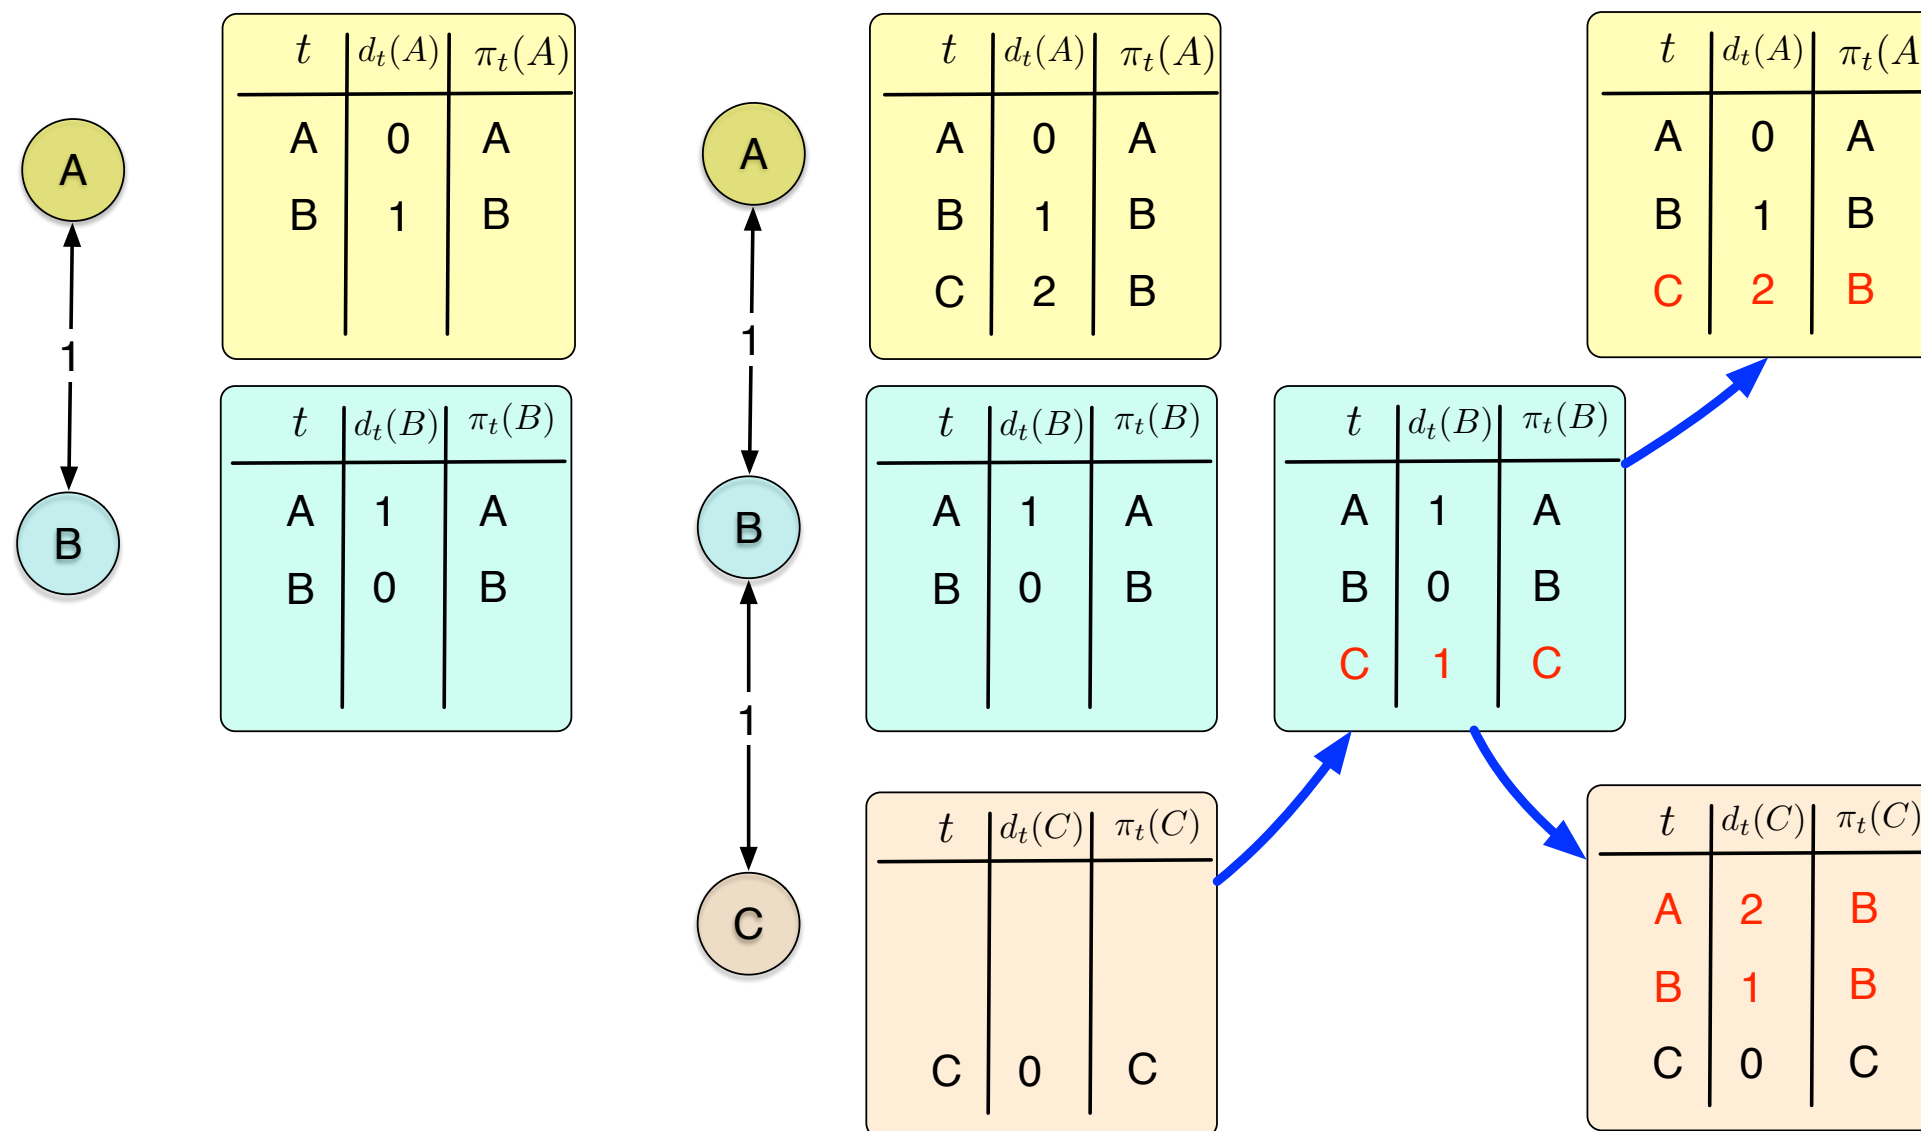 A
1
B
t d_t(A) π_t(A)
A 0 A
B 1 B
t d_t(B) π_t(B)
A 1 A
B 0 B
A
1
B
1
C
t d_t(A) π_t(A)
A 0 A
B 1 B
C 2 B
t d_t(B) π_t(B)
A 1 A
B 0 B
t d_t(C) π_t(C)
C 0 C
t d_t(B) π_t(B)
A 1 A
B 0 B
C 1 C
t d_t(A) π_t(A
A 0 A
B 1 B
C 2 B
t d_t(C) π_t(C)
A 2 B
B 1 B
C 0 C